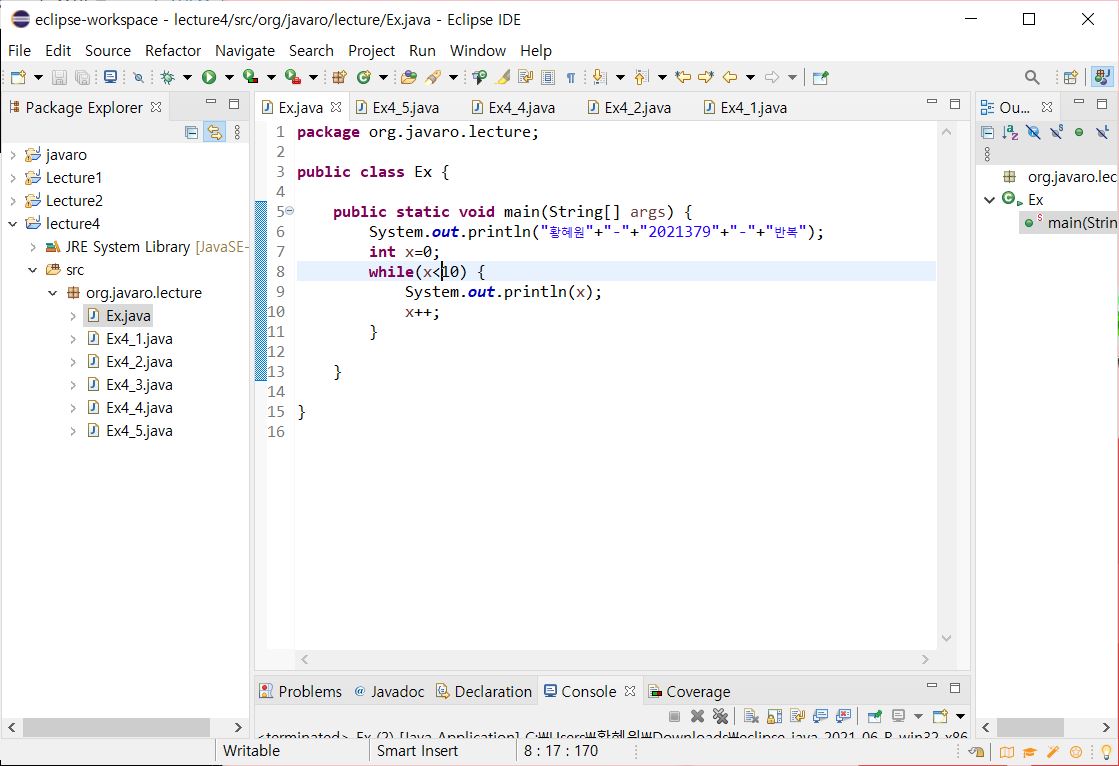 eclipse-workspace - lecture4/src/org/javaro/lecture/Ex.java - Eclipse IDE
File Edit Source Refactor Navigate Search Project Run Window Help
Package Explorer
javaro
Lecture1
Lecture2
lecture4
JRE System Library [JavaSE-
src
org.javaro.lecture
Ex.java
Ex4_1.java
Ex4_2.java
Ex4_3.java
Ex4_4.java
Ex4_5.java
Ex.java Ex4_5.java Ex4_4.java Ex4_2.java Ex4_1.java
1 package org.javaro.lecture;
2
3 public class Ex {
4
5 public static void main(String[] args) {
6 System.out.println("황혜원"+"-"+"2021379"+"-"+"반복");
7 int x=0;
8 while(x<10) {
9 System.out.println(x);
10 x++;
11 }
12
13 }
14
15 }
16
Ou...
org.javaro.lec
Ex
main(Strin
Problems Javadoc Declaration Console Coverage
<terminated> Ex (2) [Java Application] C:₩Users₩황혜원₩Downloads₩eclipse-java-2021-06-R-win32-x86
Writable Smart Insert 8 : 17 : 170